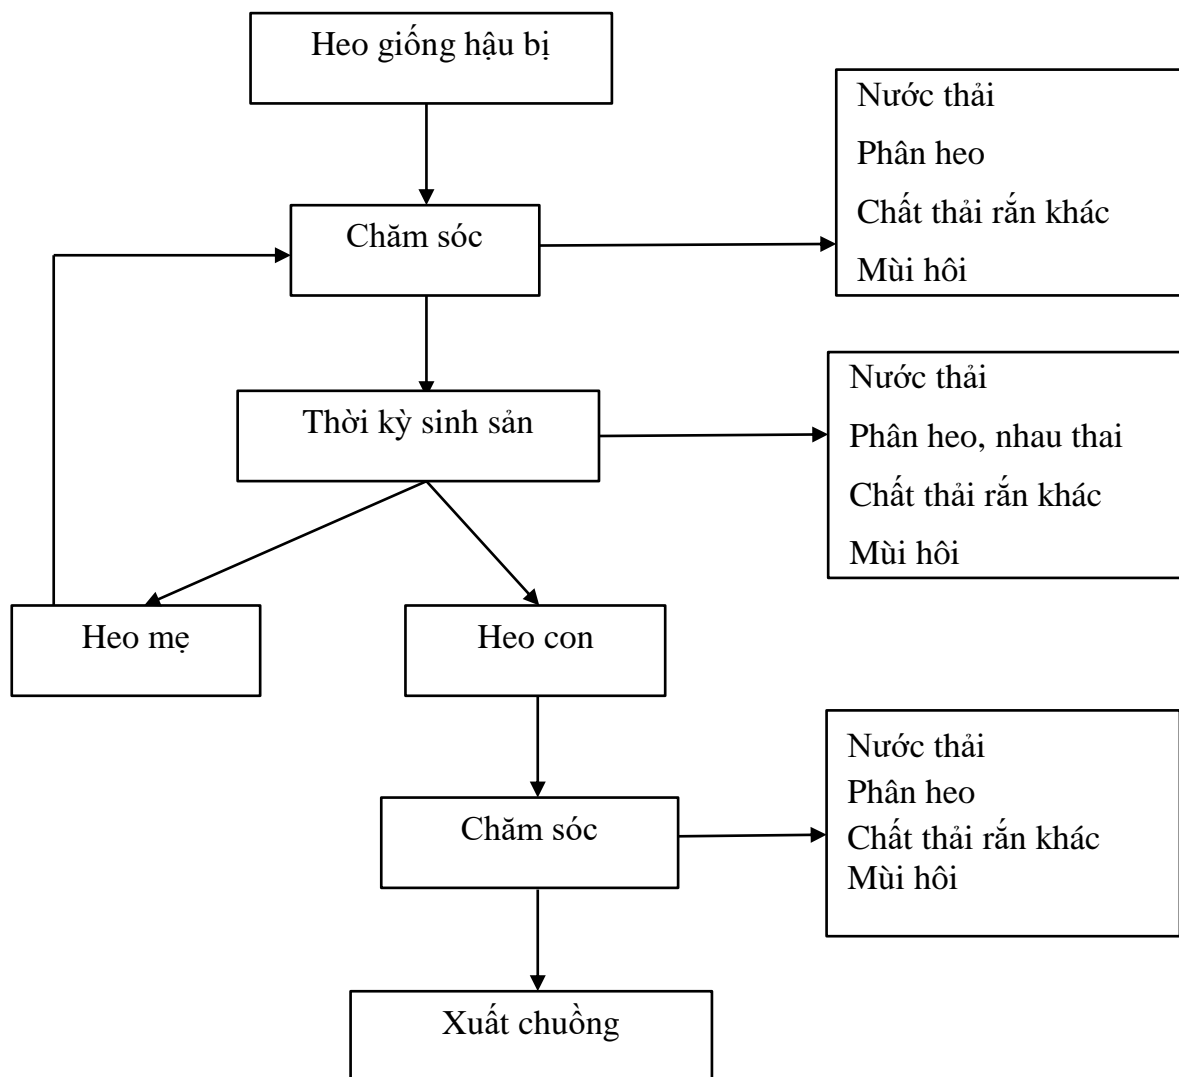 Heo giống hậu bị
Nước thải
Phân heo
Chất thải rắn khác
Mùi hôi
Chăm sóc
Thời kỳ sinh sản
Nước thải
Phân heo, nhau thai
Chất thải rắn khác
Mùi hôi
Heo mẹ
Heo con
Chăm sóc
Nước thải
Phân heo
Chất thải rắn khác
Mùi hôi
Xuất chuồng